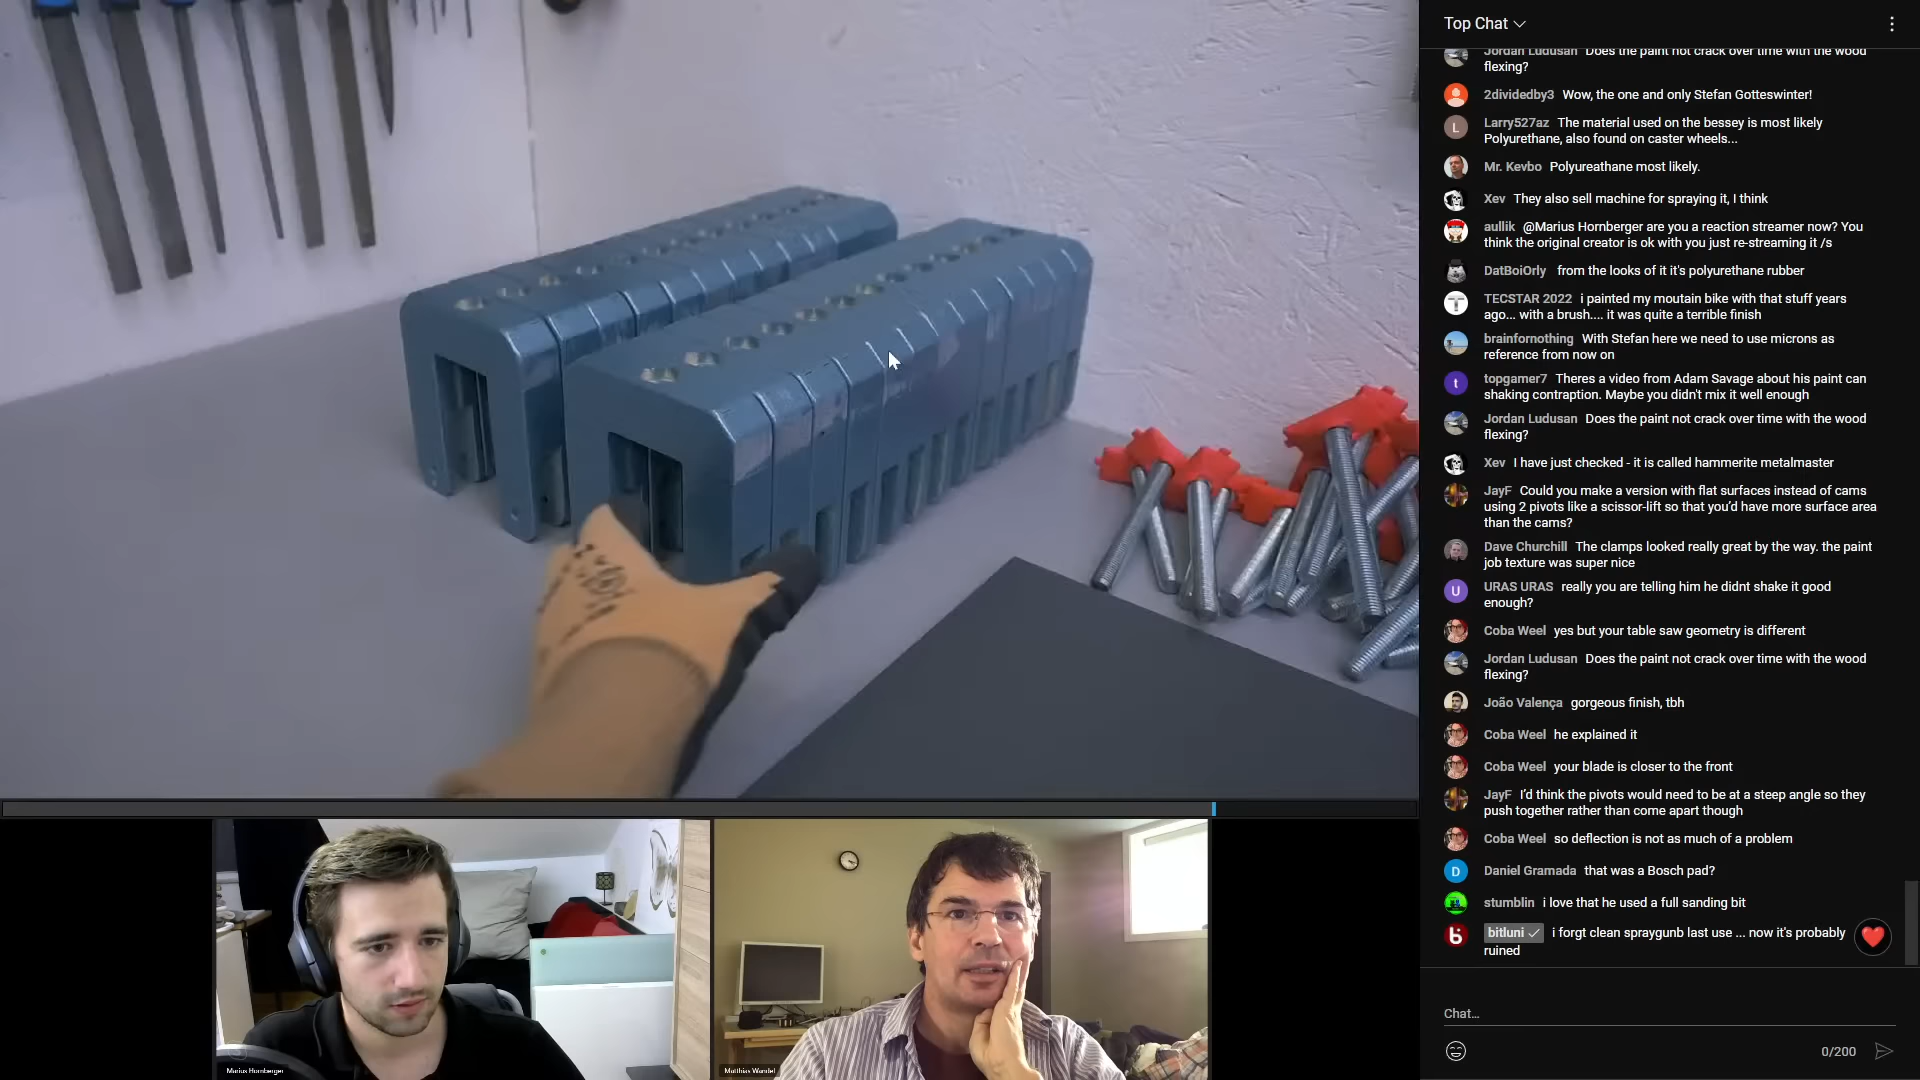 Top Chat
Jordan Ludusan Does the paint not crack over time with the wood
flexing?
2dividedby3 Wow, the one and only Stefan Gotteswinter!
Larry527az The material used on the bessey is most likely
Polyurethane, also found on caster wheels...
Mr. Kevbo Polyureathane most likely.
Xev They also sell machine for spraying it, I think
aullik @Marius Hornberger are you a reaction streamer now? You
think the original creator is ok with you just re-streaming it /s
DatBoiOrly from the looks of it it's polyurethane rubber
TECSTAR 2022 i painted my moutain bike with that stuff years
ago... with a brush.... it was quite a terrible finish
brainfornothing With Stefan here we need to use microns as
reference from now on
topgamer7 Theres a video from Adam Savage about his paint can
shaking contraption. Maybe you didn't mix it well enough
Jordan Ludusan Does the paint not crack over time with the wood
flexing?
Xev I have just checked - it is called hammerite metalmaster
JayF Could you make a version with flat surfaces instead of cams
using 2 pivots like a scissor-lift so that you'd have more surface area
than the cams?
Dave Churchill The clamps looked really great by the way. the paint
job texture was super nice
URAS URAS really you are telling him he didnt shake it good
enough?
Coba Weel yes but your table saw geometry is different
Jordan Ludusan Does the paint not crack over time with the wood
flexing?
João Valença gorgeous finish, tbh
Coba Weel he explained it
Coba Weel your blade is closer to the front
JayF I'd think the pivots would need to be at a steep angle so they
push together rather than come apart though
Coba Weel so deflection is not as much of a problem
Daniel Gramada that was a Bosch pad?
stumblin i love that he used a full sanding bit
bitluni i forgt clean spraygunb last use ... now it's probably
ruined
Chat...
0/200
Marius Hornberger
Matthias Wandel